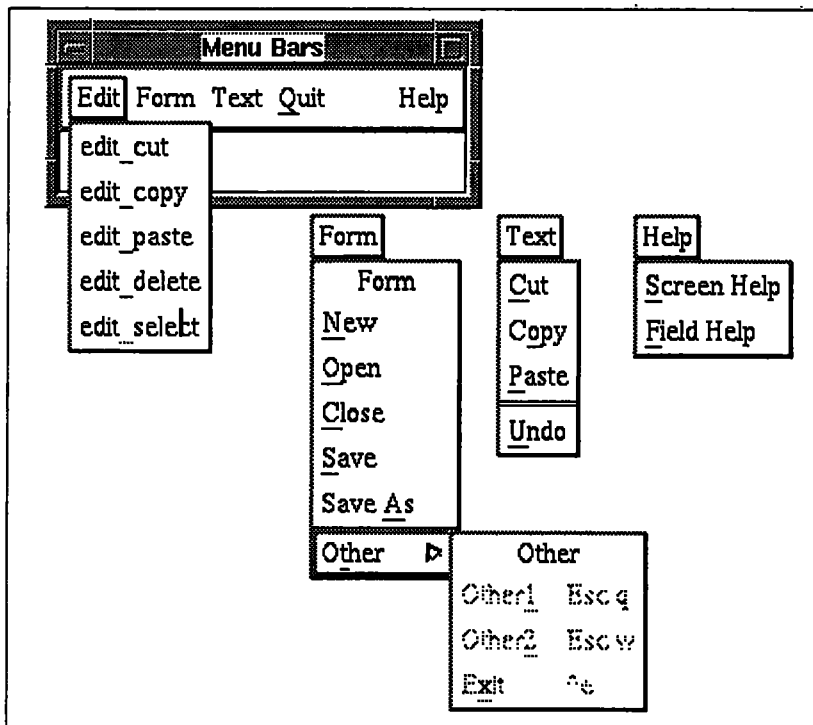 Menu Bars
Edit Form Text Quit Help
edit_cut
edit_copy
edit_paste
edit_delete
edit_select
Form
Form
New
Open
Close
Save
Save As
Other
Text
Cut
Copy
Paste
Undo
Help
Screen Help
Field Help
Other
Other1 Esc q
Other2 Esc w
Exit ^e